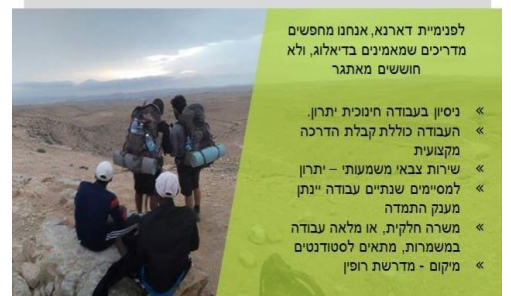 לפנימיית דארנא, אנחנו מחפשים
מדריכים שמאמינים בדיאלוג, ולא
חוששים מאתגר
» ניסיון בעבודה חינוכית יתרון.
» העבודה כוללת קבלת הדרכה
מקצועית
» שירות צבאי משמעותי – יתרון
» למסיימים שנתיים עבודה יינתן
מענק התמדה
» משרה חלקית, או מלאה עבודה
במשמרות, מתאים לסטודנטים
» מיקום - מדרשת רופין